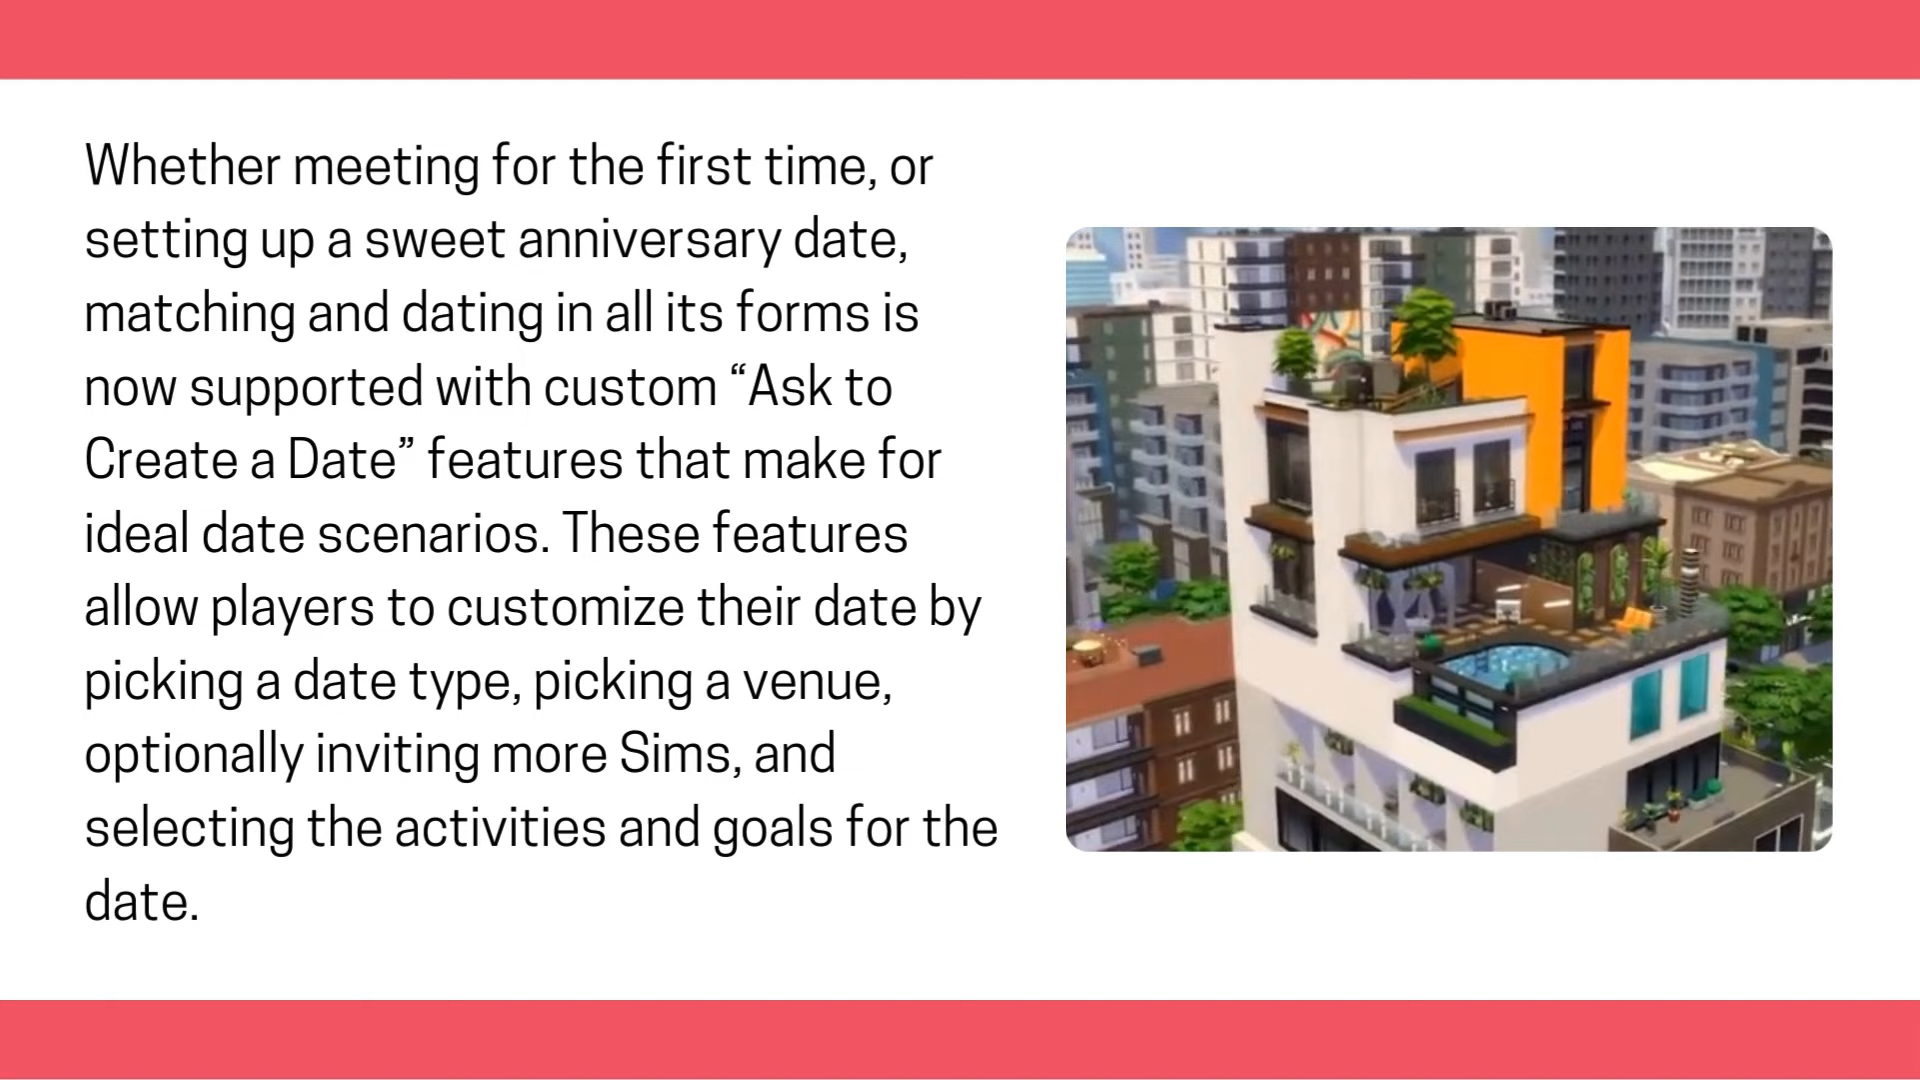 Whether meeting for the first time, or
setting up a sweet anniversary date,
matching and dating in all its forms is
now supported with custom “Ask to
Create a Date” features that make for
ideal date scenarios. These features
allow players to customize their date by
picking a date type, picking a venue,
optionally inviting more Sims, and
selecting the activities and goals for the
date.